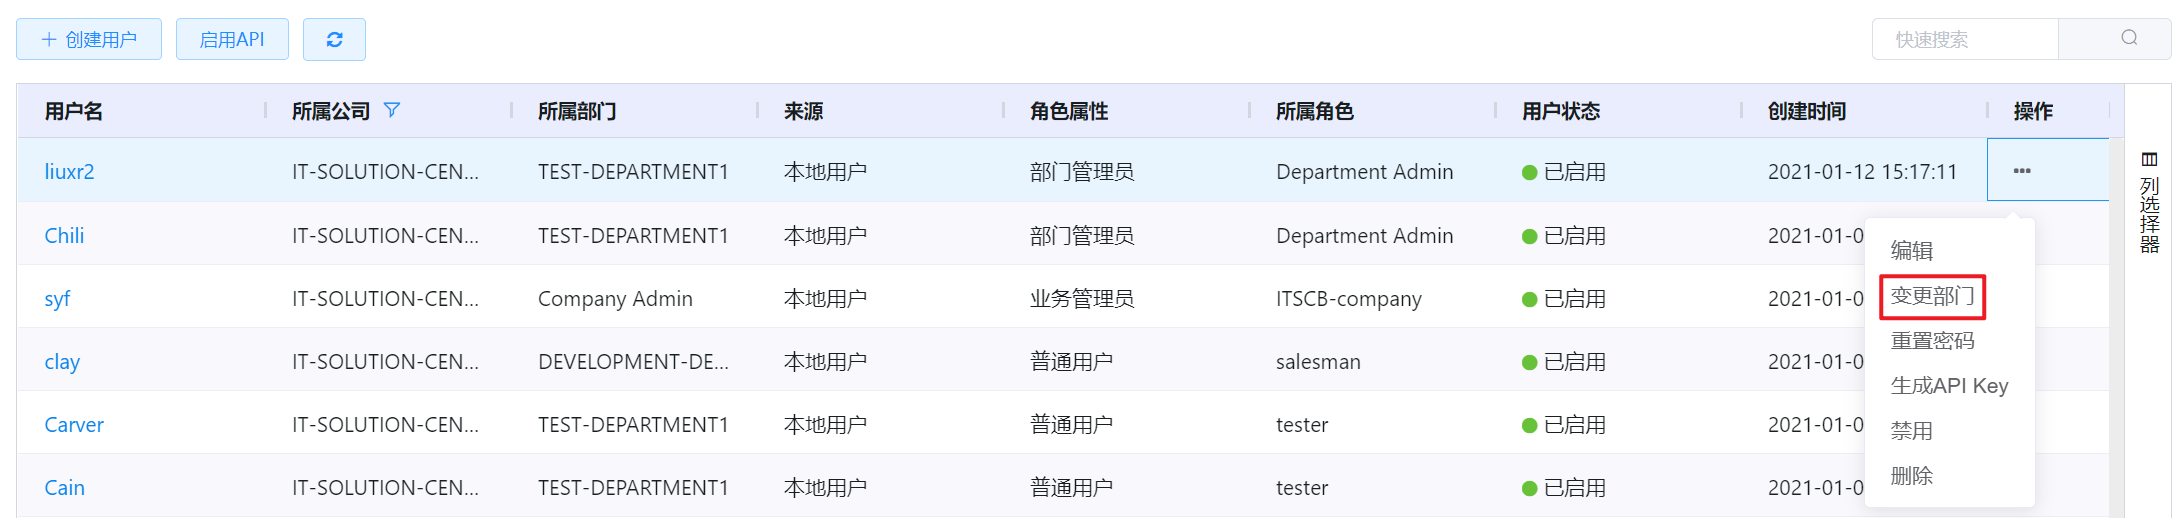 创建用户 启用API 快速搜索
用户名 所属公司 所属部门 来源 角色属性 所属角色 用户状态 创建时间 操作
liuxr2 IT-SOLUTION-CEN... TEST-DEPARTMENT1 本地用户 部门管理员 Department Admin 已启用 2021-01-12 15:17:11
Chili IT-SOLUTION-CEN... TEST-DEPARTMENT1 本地用户 部门管理员 Department Admin 已启用 2021-01-0
syf IT-SOLUTION-CEN... Company Admin 本地用户 业务管理员 ITSCB-company 已启用 2021-01-0
clay IT-SOLUTION-CEN... DEVELOPMENT-DE... 本地用户 普通用户 salesman 已启用 2021-01-0
Carver IT-SOLUTION-CEN... TEST-DEPARTMENT1 本地用户 普通用户 tester 已启用 2021-01-0
Cain IT-SOLUTION-CEN... TEST-DEPARTMENT1 本地用户 普通用户 tester 已启用 2021-01-0
编辑
变更部门
重置密码
生成API Key
禁用
删除
列选择器